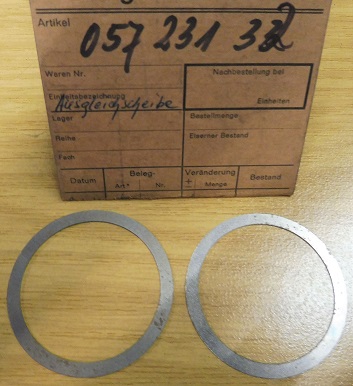 Artikel
057 231 332
Waren Nr.
Nachbestellung bei
Einheitsbezeichnung
Ausgleichscheibe
Einheiten
Lager
Bestellmenge
Reihe
Eiserner Bestand
Fach
Datum
Beleg-
Art
Nr.
Veränderung
±
Menge
Bestand